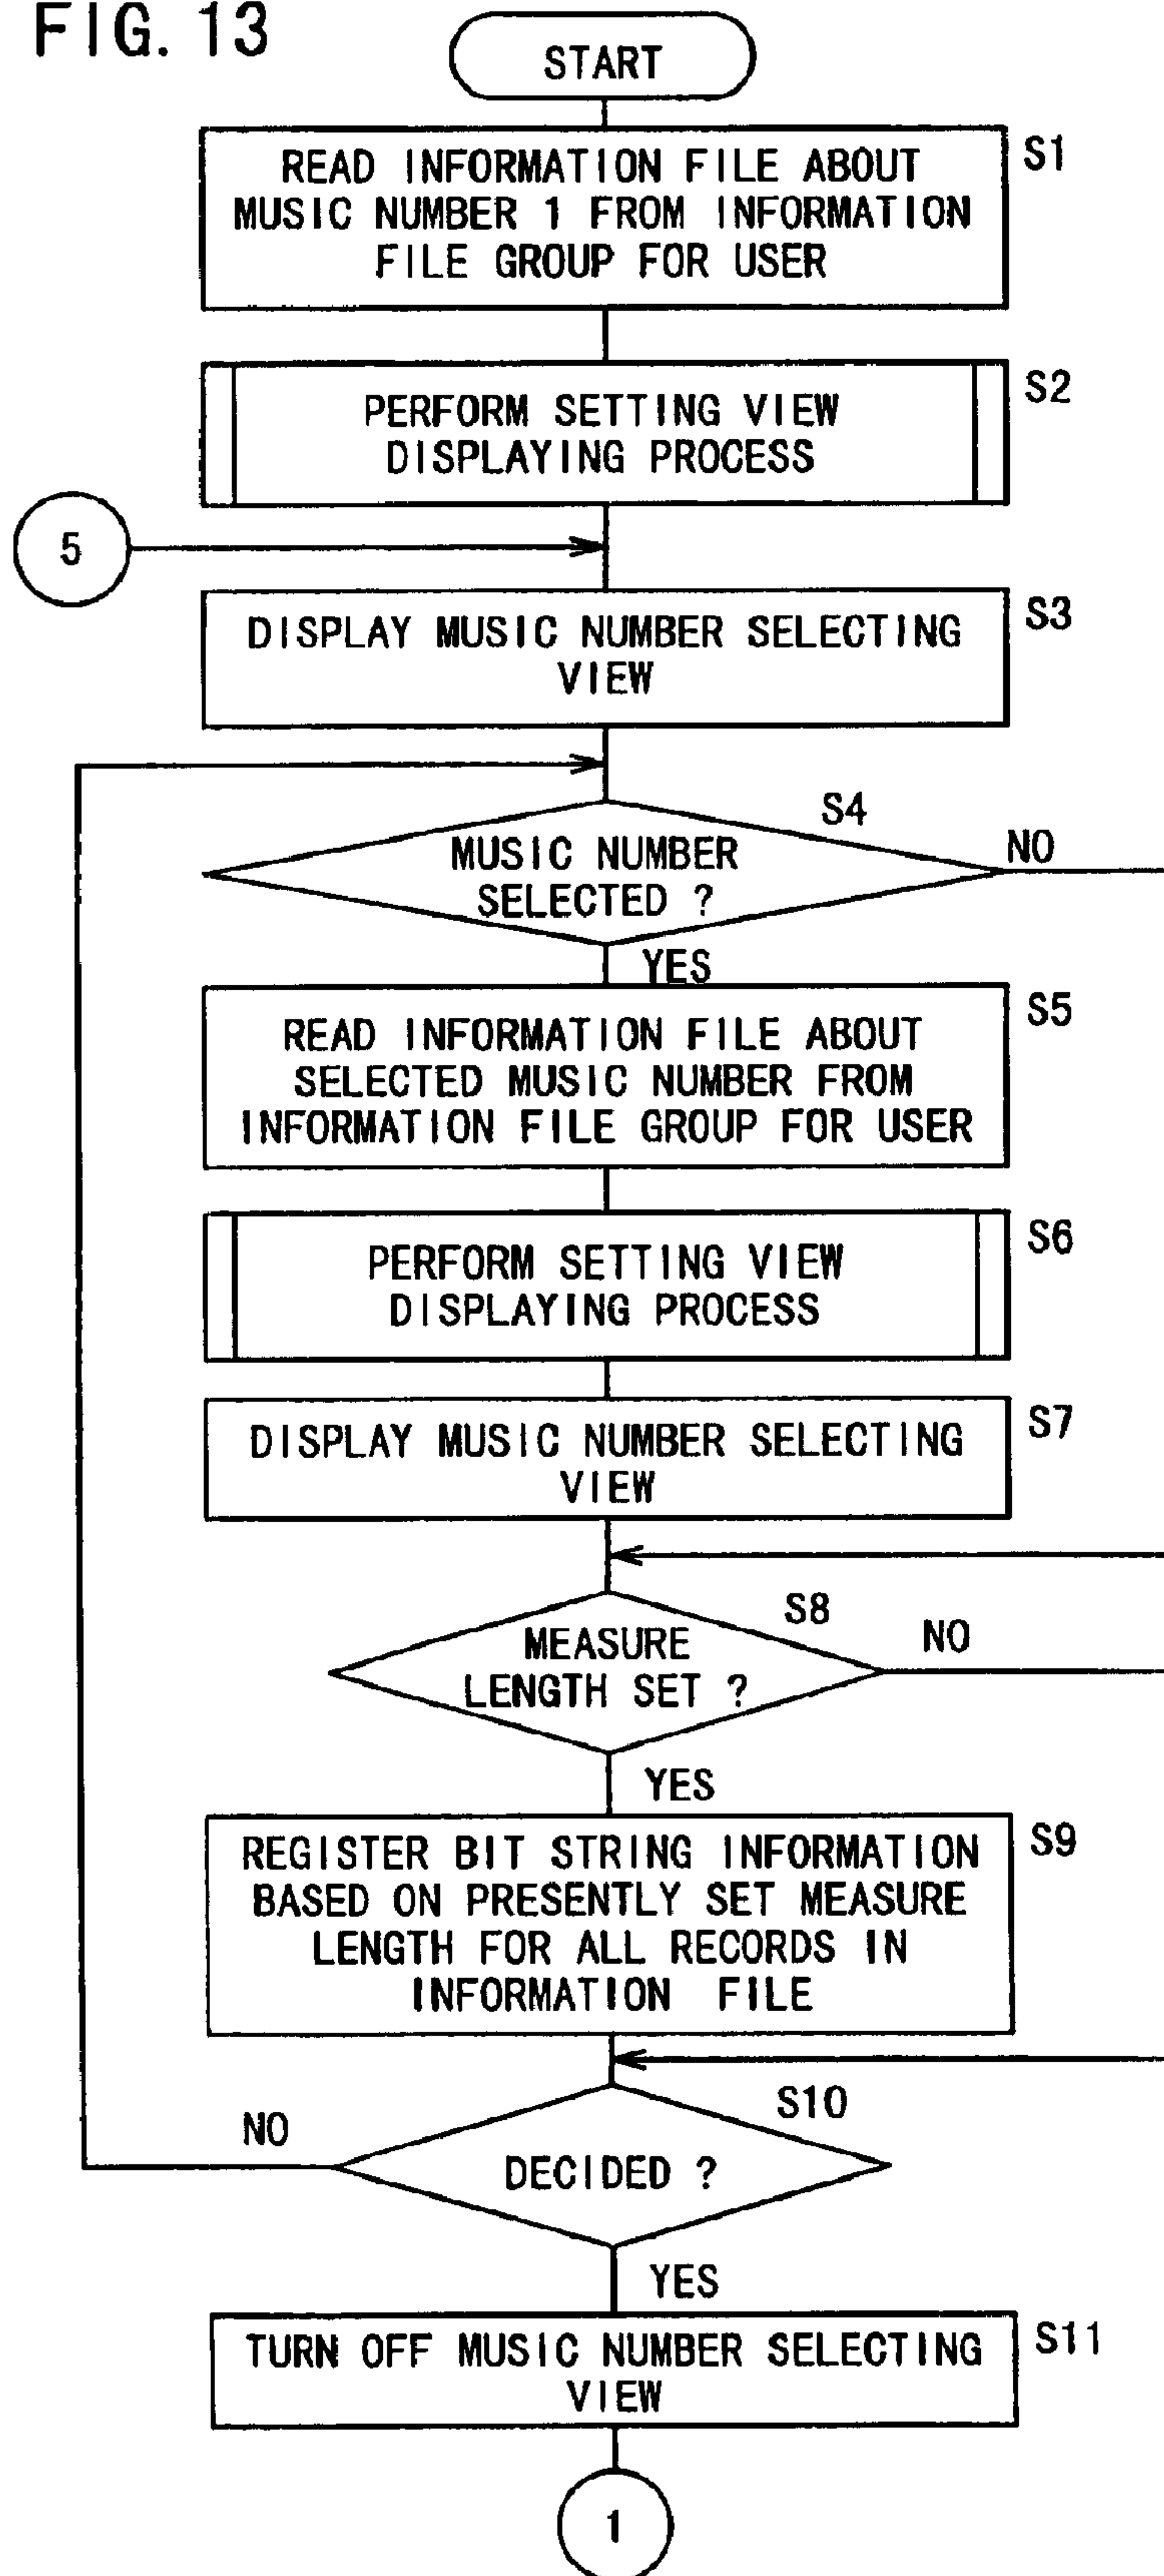 FIG. 13
START
READ INFORMATION FILE ABOUT
MUSIC NUMBER 1 FROM INFORMATION
FILE GROUP FOR USER
S1
PERFORM SETTING VIEW
DISPLAYING PROCESS
S2
5
DISPLAY MUSIC NUMBER SELECTING
VIEW
S3
S4
MUSIC NUMBER
SELECTED ?
NO
YES
READ INFORMATION FILE ABOUT
SELECTED MUSIC NUMBER FROM
INFORMATION FILE GROUP FOR USER
S5
PERFORM SETTING VIEW
DISPLAYING PROCESS
S6
DISPLAY MUSIC NUMBER SELECTING
VIEW
S7
S8
MEASURE
LENGTH SET ?
NO
YES
REGISTER BIT STRING INFORMATION
BASED ON PRESENTLY SET MEASURE
LENGTH FOR ALL RECORDS IN
INFORMATION FILE
S9
S10
NO
DECIDED ?
YES
TURN OFF MUSIC NUMBER SELECTING
VIEW
S11
1